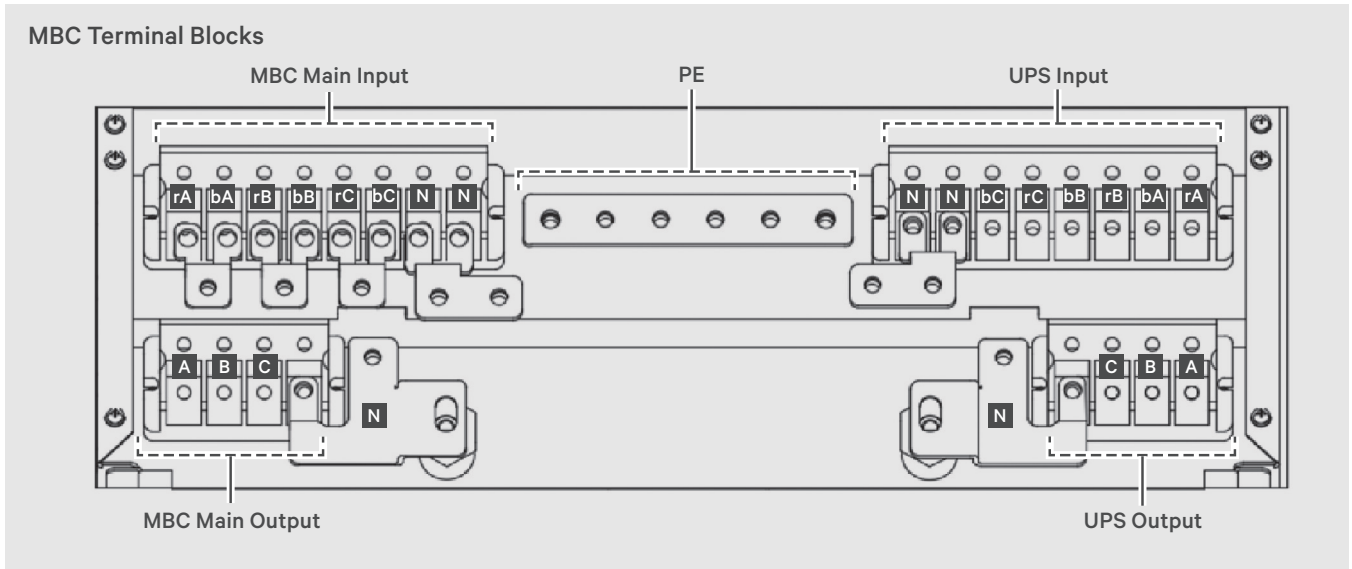 MBC Terminal Blocks
MBC Main Input
PE
UPS Input
rA bA rB bB rC bC N N
N N bC rC bB rB bA rA
A B C
N
N
C B A
MBC Main Output
UPS Output